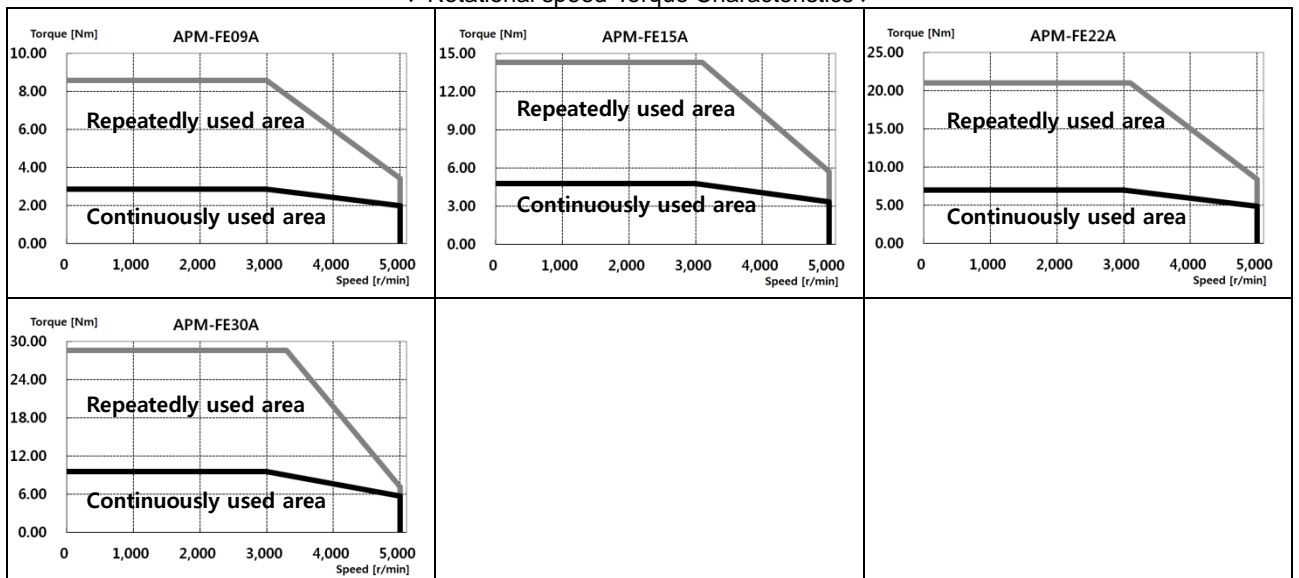 Rotational speed-Torque Characteristics
Torque [Nm] APM-FE09A
10.00
8.00
6.00
4.00
2.00
0.00
Repeatedly used area
Continuously used area
0 1,000 2,000 3,000 4,000 5,000
Speed [r/min]
Torque [Nm] APM-FE15A
15.00
12.00
9.00
6.00
3.00
0.00
Repeatedly used area
Continuously used area
0 1,000 2,000 3,000 4,000 5,000
Speed [r/min]
Torque [Nm] APM-FE22A
25.00
20.00
15.00
10.00
5.00
0.00
Repeatedly used area
Continuously used area
0 1,000 2,000 3,000 4,000 5,000
Speed [r/min]
Torque [Nm] APM-FE30A
30.00
24.00
18.00
12.00
6.00
0.00
Repeatedly used area
Continuously used area
0 1,000 2,000 3,000 4,000 5,000
Speed [r/min]